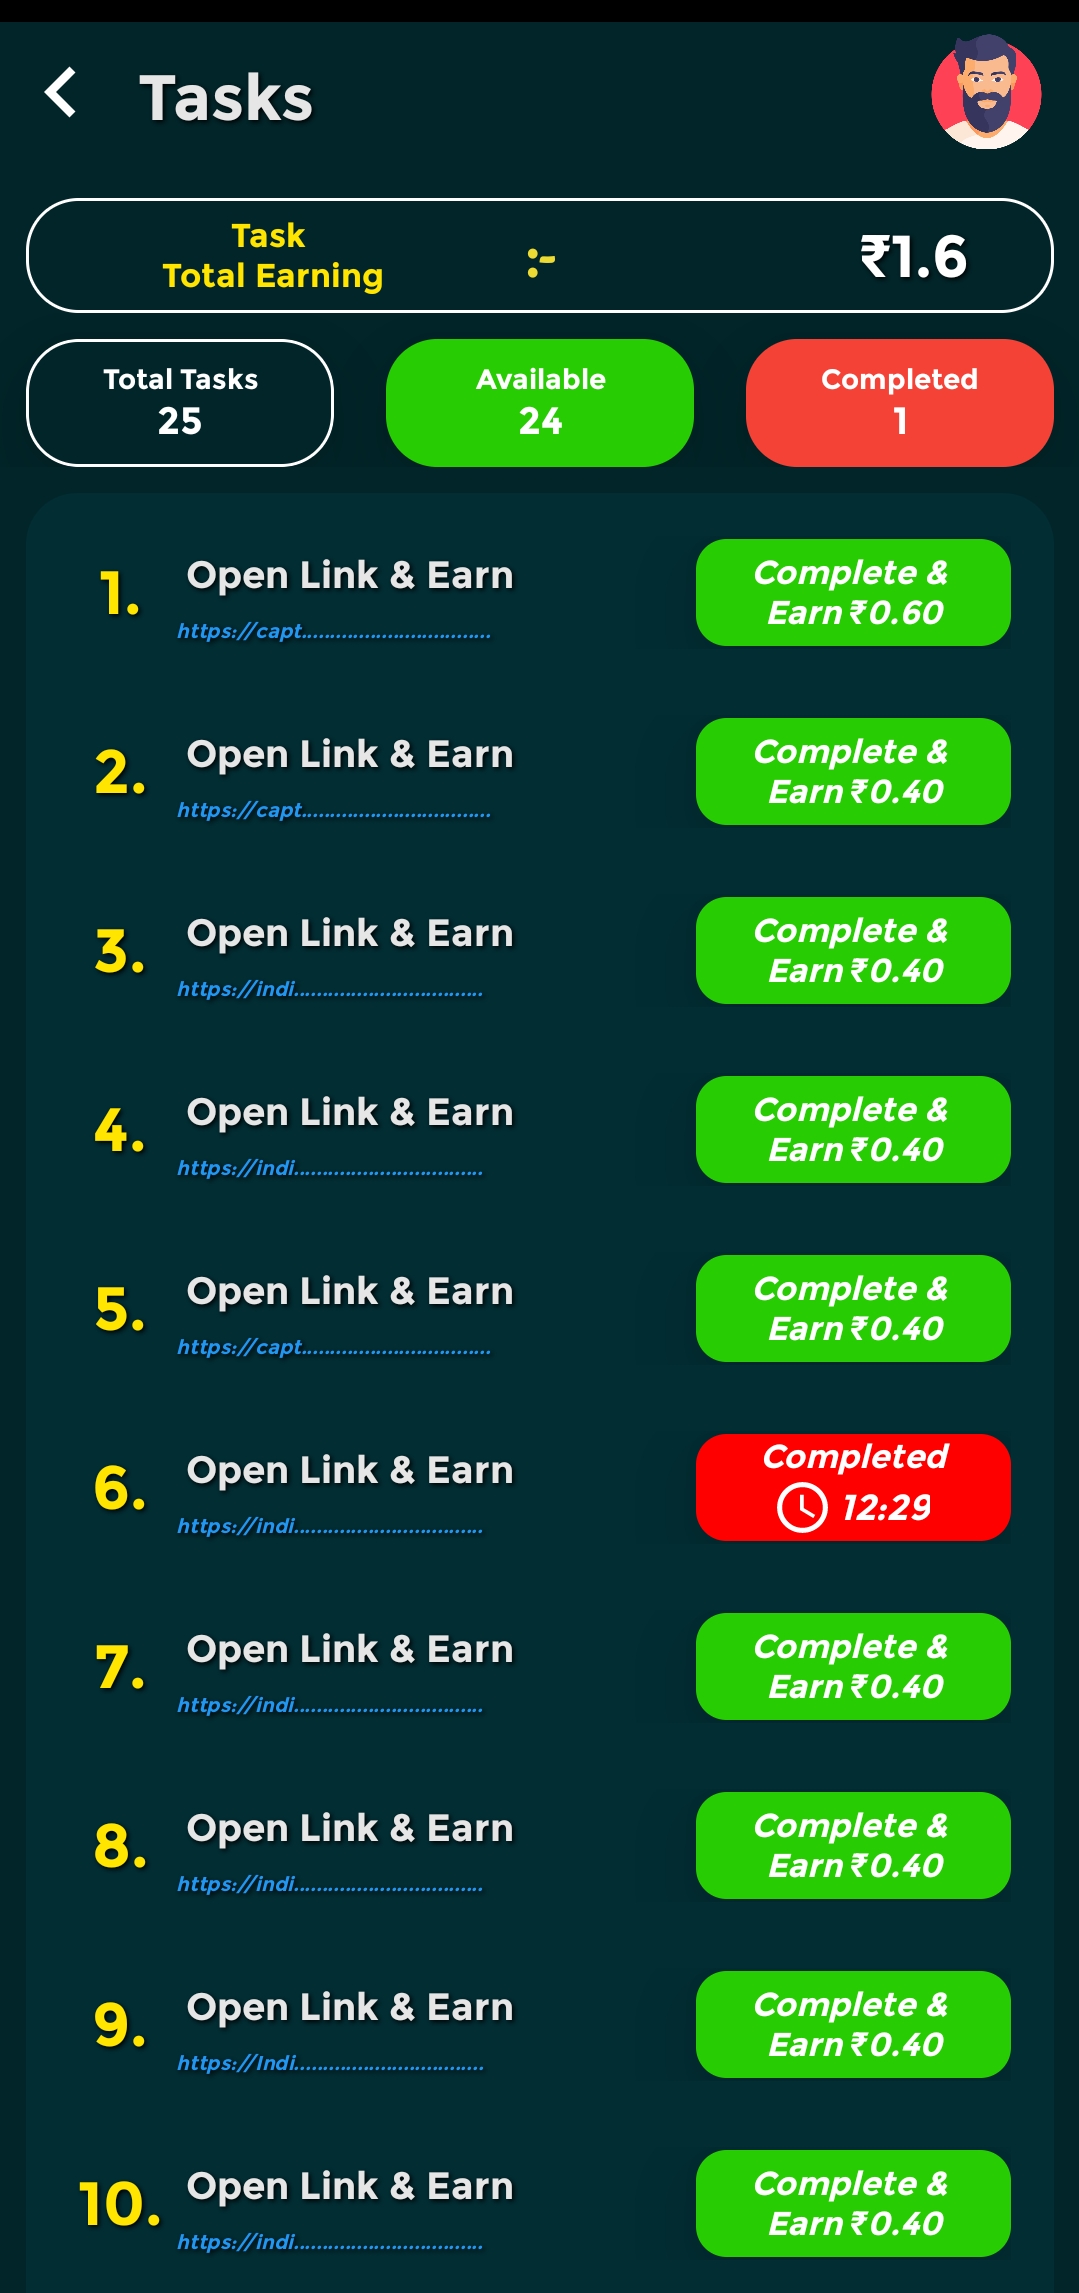 Tasks
Task
Total Earning
:-
₹1.6
Total Tasks
25
Available
24
Completed
1
1.
Open Link & Earn
https://capt.................................
Complete &
Earn ₹0.60
2.
Open Link & Earn
https://capt.................................
Complete &
Earn ₹0.40
3.
Open Link & Earn
https://indi.................................
Complete &
Earn ₹0.40
4.
Open Link & Earn
https://indi.................................
Complete &
Earn ₹0.40
5.
Open Link & Earn
https://capt.................................
Complete &
Earn ₹0.40
6.
Open Link & Earn
https://indi.................................
Completed
12:29
7.
Open Link & Earn
https://indi.................................
Complete &
Earn ₹0.40
8.
Open Link & Earn
https://indi.................................
Complete &
Earn ₹0.40
9.
Open Link & Earn
https://Indi.................................
Complete &
Earn ₹0.40
10.
Open Link & Earn
https://indi.................................
Complete &
Earn ₹0.40